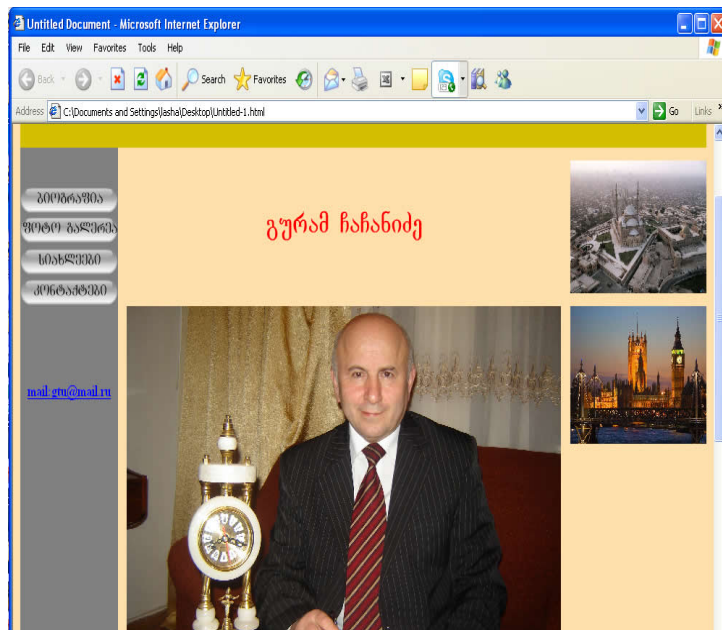 Untitled Document - Microsoft Internet Explorer
File Edit View Favorites Tools Help
Back Search Favorites
Address C:\Documents and Settings\lasha\Desktop\Untitled-1.html Go Links
ბიოგრაფია
ფოტო გალერეა
სიახლეები
კონტაქტები
mail:gtu@mail.ru
გურამ ჩაჩანიძე